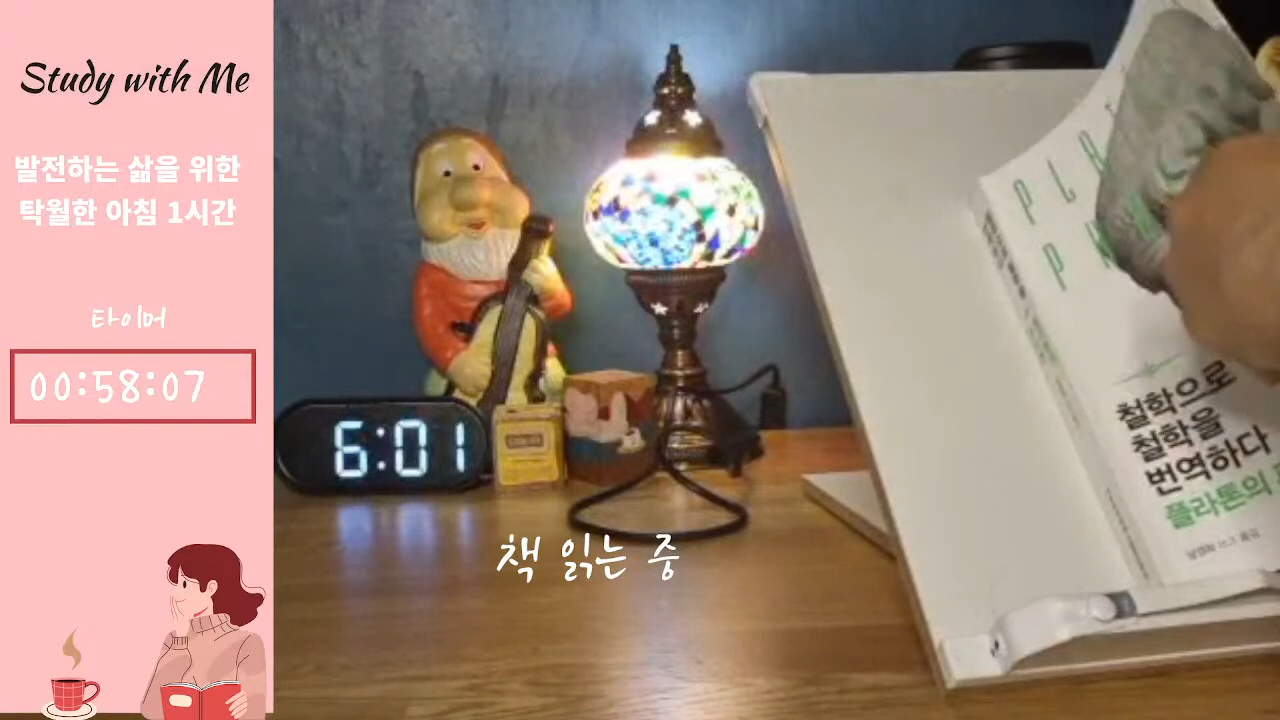 Study with Me
발전하는 삶을 위한
탁월한 아침 1시간
타이머
00:58:07
6:01
책 읽는 중
철학으로
철학을
번역하다
플라톤의